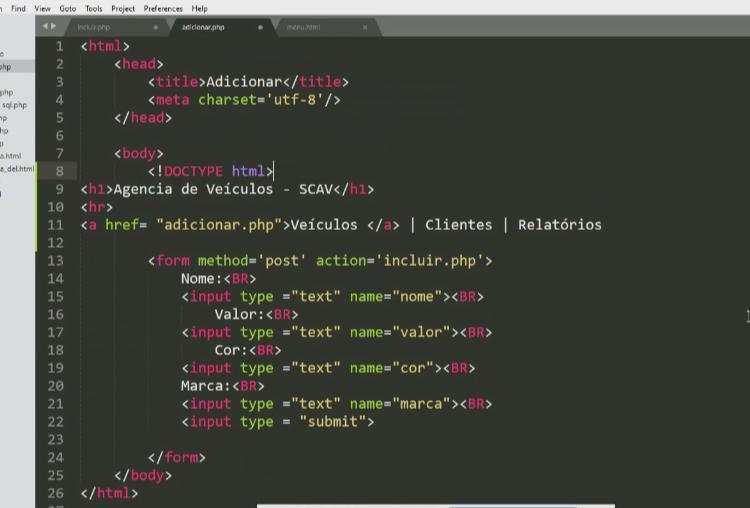 Find View Goto Tools Project Preferences Help
incluir.php adicionar.php menu.html
php
php
sql.php
a.html
a_del.html
1 <html>
2 <head>
3 <title>Adicionar</title>
4 <meta charset='utf-8'/>
5 </head>
6
7 <body>
8 <!DOCTYPE html>
9 <h1>Agencia de Veículos - SCAV</h1>
10 <hr>
11 <a href= "adicionar.php">Veículos </a> | Clientes | Relatórios
12
13 <form method='post' action='incluir.php'>
14 Nome:<BR>
15 <input type ="text" name="nome"><BR>
16 Valor:<BR>
17 <input type ="text" name="valor"><BR>
18 Cor:<BR>
19 <input type ="text" name="cor"><BR>
20 Marca:<BR>
21 <input type ="text" name="marca"><BR>
22 <input type = "submit">
23
24 </form>
25 </body>
26 </html>